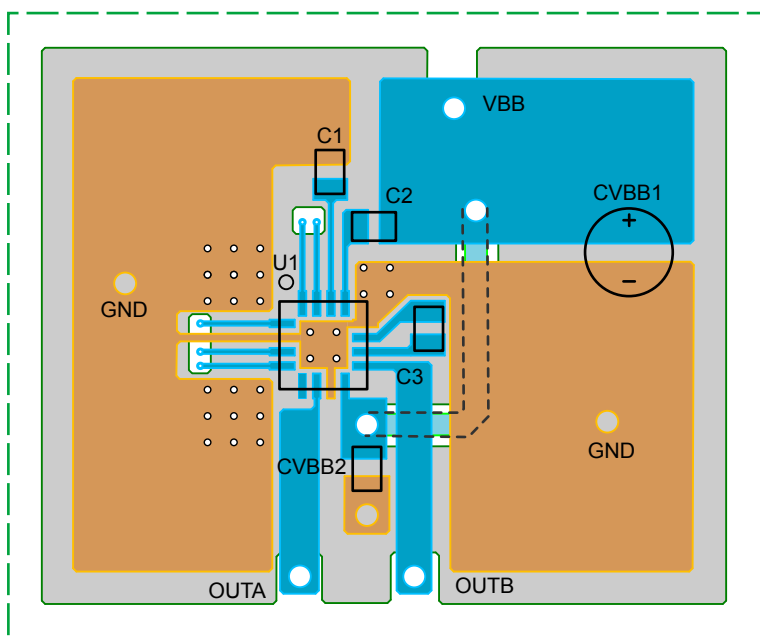 VBB
C1
C2
CVBB1
+
−
U1
GND
C3
GND
CVBB2
OUTA
OUTB